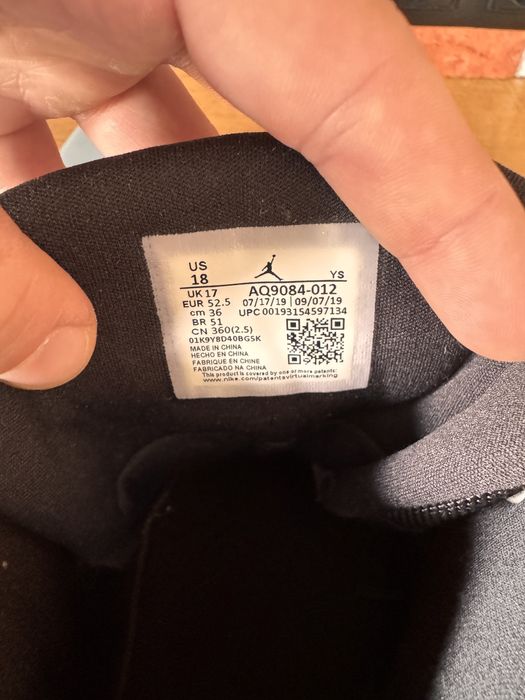 US
18 YS
UK 17 AQ9084-012
EUR 52.5 07/17/19 | 09/07/19
cm 36 UPC 00193154597134
BR 51
CN 360(2.5)
01K9Y8D40BG5K
MADE IN CHINA
HECHO EN CHINA
FABRIQUE EN CHINE
FABRICADO NA CHINA
This product is covered by one or more patents:
www.nike.com/patentsvirtualmarking